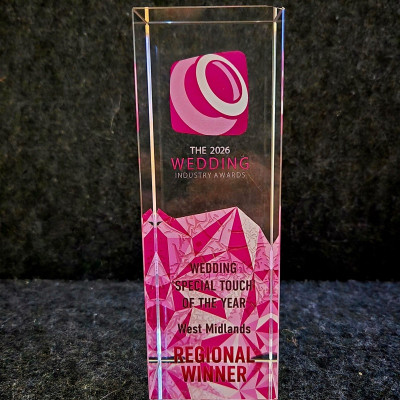 THE 2026
WEDDING
INDUSTRY AWARDS
WEDDING
SPECIAL TOUCH
OF THE YEAR
West Midlands
REGIONAL
WINNER